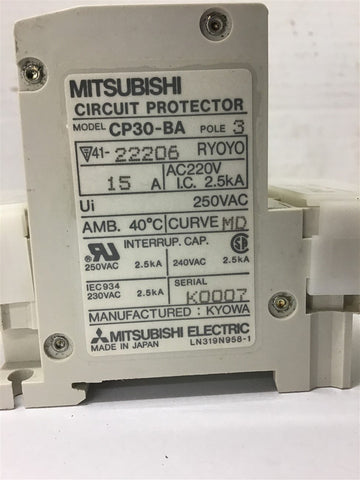 MITSUBISHI
CIRCUIT PROTECTOR
MODEL CP30-BA POLE 3
41-22206 RYOYO
15 A AC220V
I.C. 2.5kA
Ui 250VAC
AMB. 40°C CURVE MD
INTERRUP. CAP.
250VAC 2.5kA 240VAC 2.5kA
IEC934
230VAC 2.5kA
SERIAL
K0007
MANUFACTURED : KYOWA
MITSUBISHI ELECTRIC
MADE IN JAPAN LN319N958-1